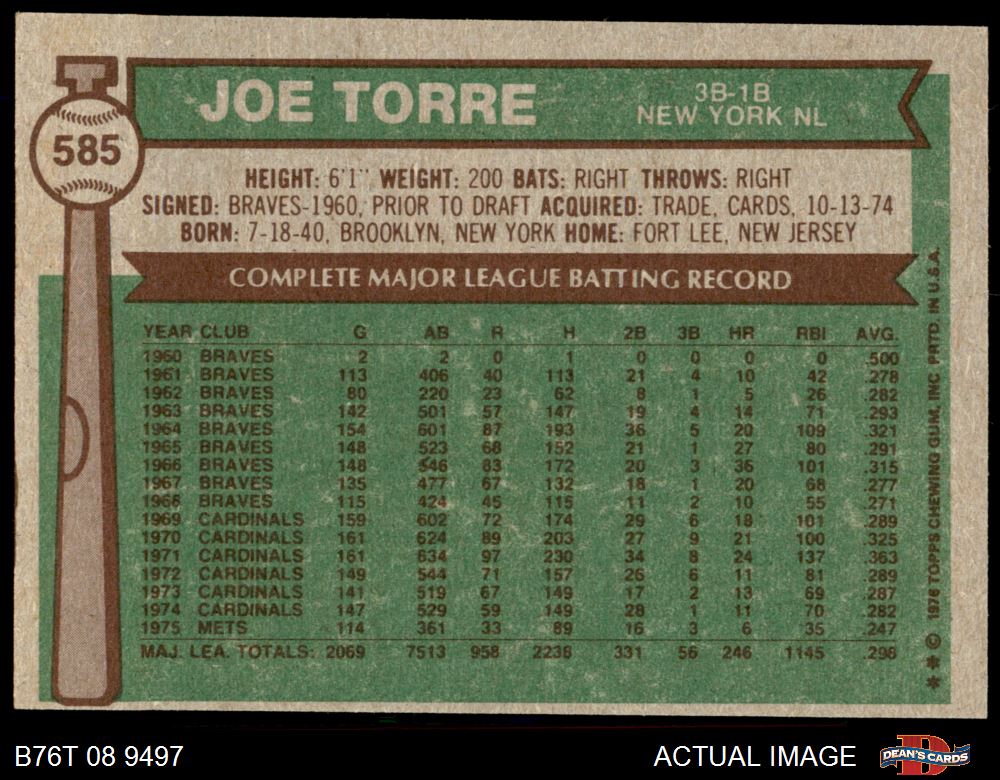 JOE TORRE
3B-1B
NEW YORK NL
585
HEIGHT: 6'1" WEIGHT: 200 BATS: RIGHT THROWS: RIGHT
SIGNED: BRAVES-1960, PRIOR TO DRAFT ACQUIRED: TRADE, CARDS, 10-13-74
BORN: 7-18-40, BROOKLYN, NEW YORK HOME: FORT LEE, NEW JERSEY
COMPLETE MAJOR LEAGUE BATTING RECORD
YEAR CLUB G AB R H 2B 3B HR RBI AVG.
1960 BRAVES 2 2 0 1 0 0 0 0 .500
1961 BRAVES 113 406 40 113 21 4 10 42 .278
1962 BRAVES 80 220 23 62 8 1 5 26 .282
1963 BRAVES 142 501 57 147 19 4 14 71 .293
1964 BRAVES 154 601 87 193 36 5 20 109 .321
1965 BRAVES 148 523 68 152 21 1 27 80 .291
1966 BRAVES 148 546 83 172 20 3 36 101 .315
1967 BRAVES 135 477 67 132 18 1 20 68 .277
1968 BRAVES 115 424 45 115 11 2 10 55 .271
1969 CARDINALS 159 602 72 174 29 6 18 101 .289
1970 CARDINALS 161 624 89 203 27 9 21 100 .325
1971 CARDINALS 161 634 97 230 34 8 24 137 .363
1972 CARDINALS 149 544 71 157 26 6 11 81 .289
1973 CARDINALS 141 519 67 149 17 2 13 69 .287
1974 CARDINALS 147 529 59 149 28 1 11 70 .282
1975 METS 114 361 33 89 16 3 6 35 .247
MAJ. LEA. TOTALS: 2069 7513 958 2238 331 56 246 1145 .298
* * © 1976 TOPPS CHEWING GUM, INC. PRTD. IN U.S.A.
B76T 08 9497
ACTUAL IMAGE
D
DEAN'S CARDS